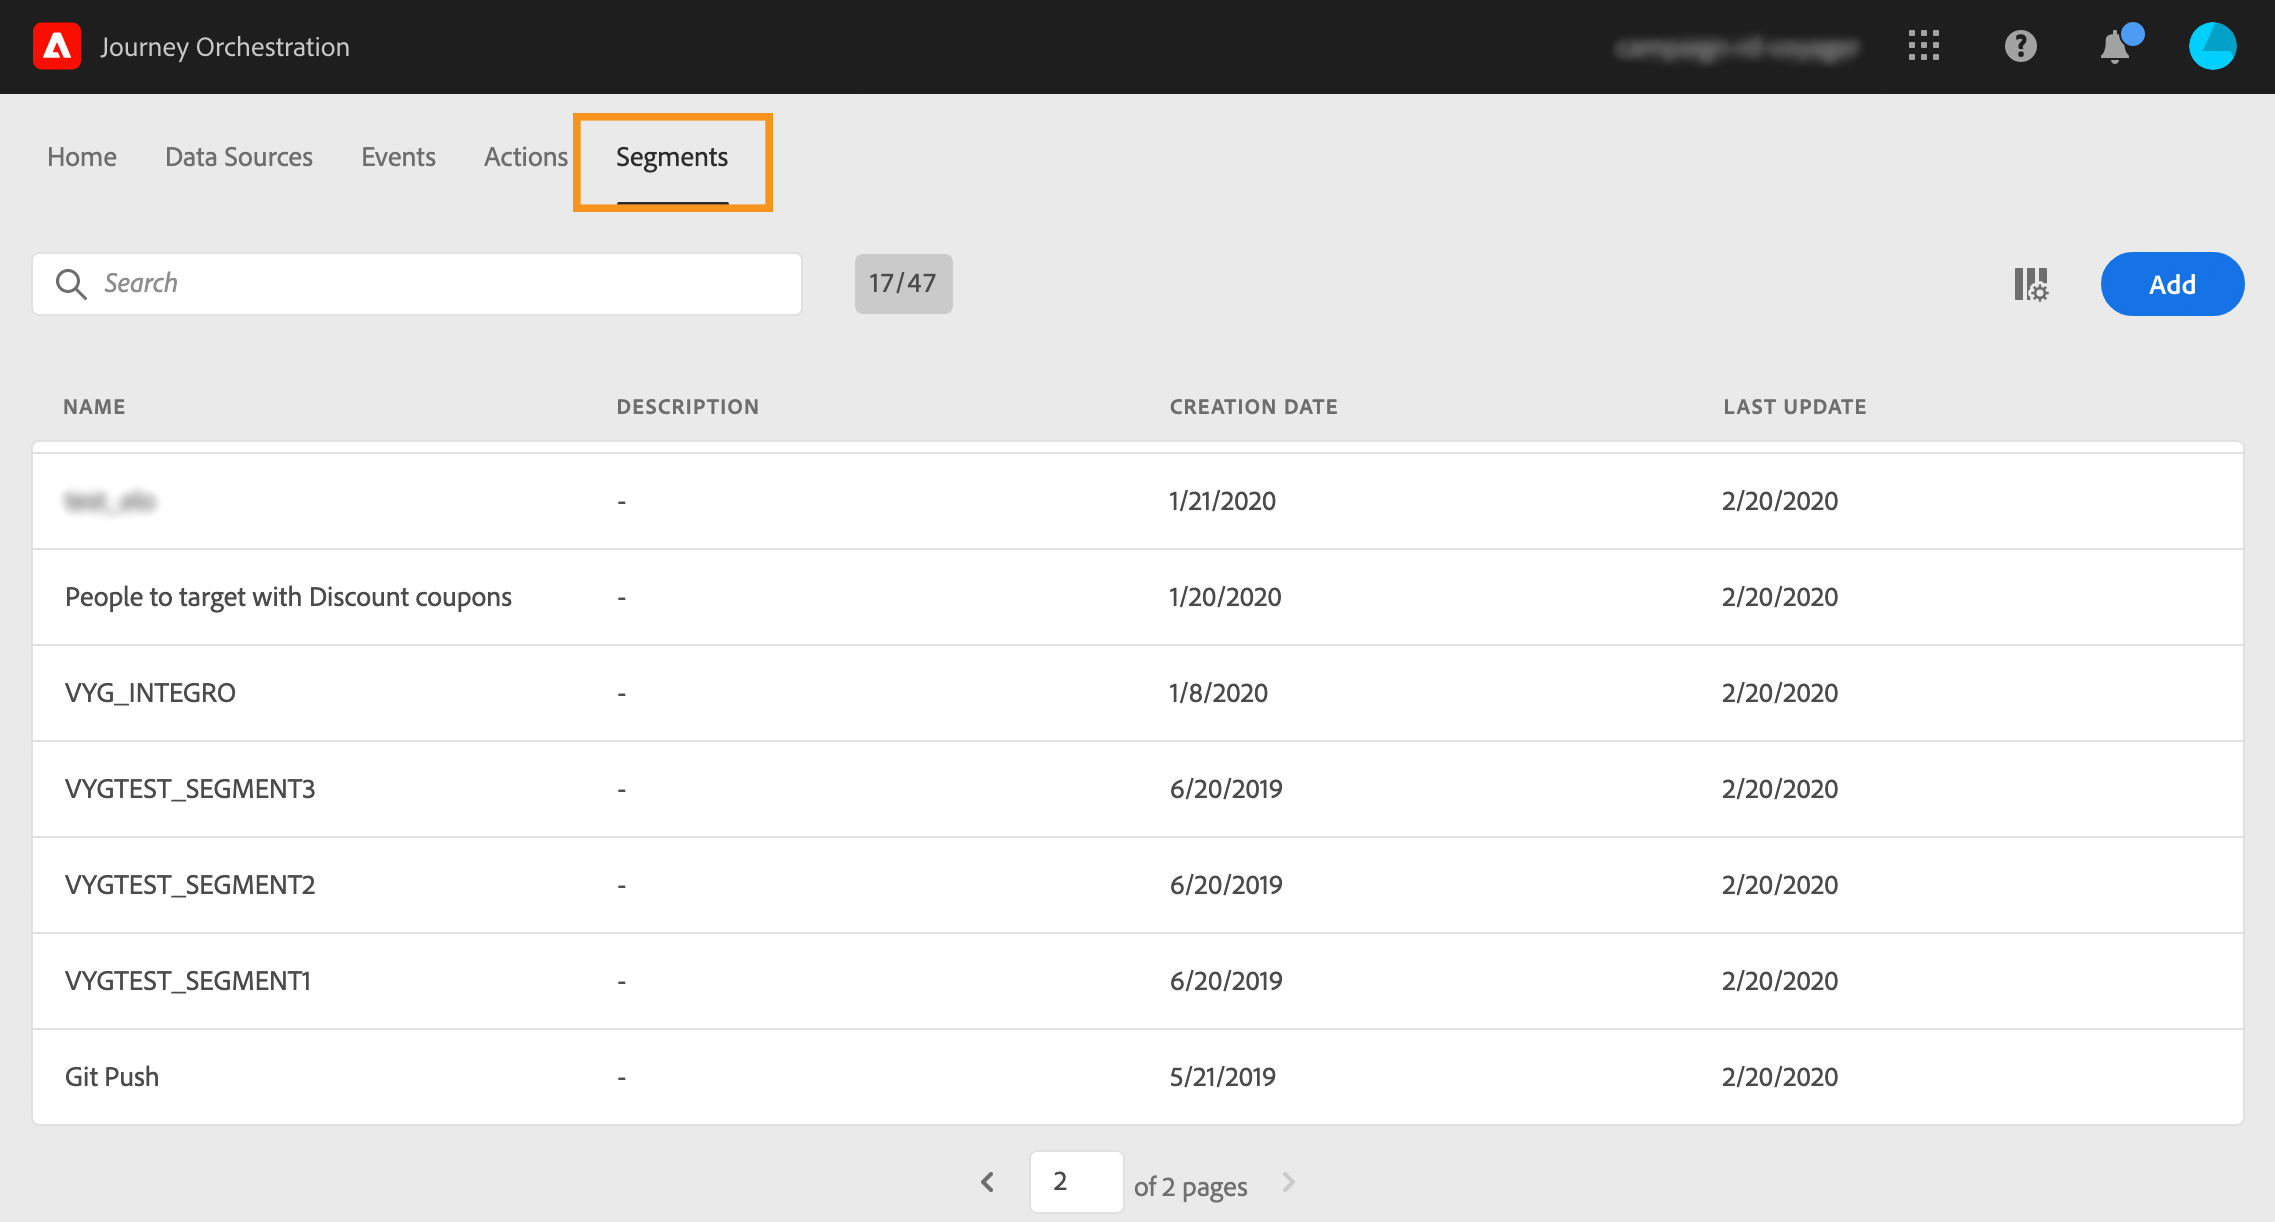 Journey Orchestration
Home Data Sources Events Actions Segments
Search 17/47 Add
NAME DESCRIPTION CREATION DATE LAST UPDATE
- 1/21/2020 2/20/2020
People to target with Discount coupons - 1/20/2020 2/20/2020
VYG_INTEGRO - 1/8/2020 2/20/2020
VYGTEST_SEGMENT3 - 6/20/2019 2/20/2020
VYGTEST_SEGMENT2 - 6/20/2019 2/20/2020
VYGTEST_SEGMENT1 - 6/20/2019 2/20/2020
Git Push - 5/21/2019 2/20/2020
2 of 2 pages